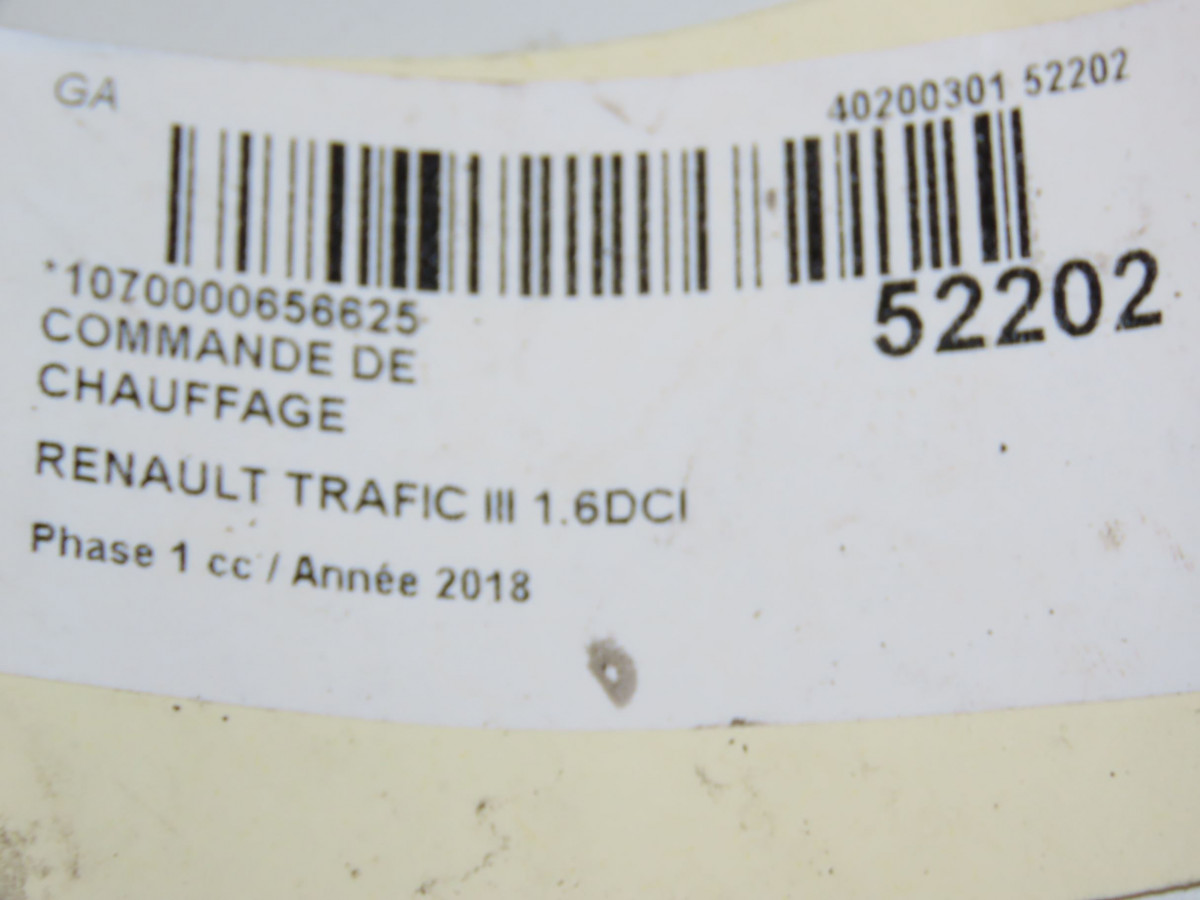 GA
40200301 52202
*1070000656625
52202
COMMANDE DE
CHAUFFAGE
RENAULT TRAFIC III 1.6DCI
Phase 1 cc / Année 2018